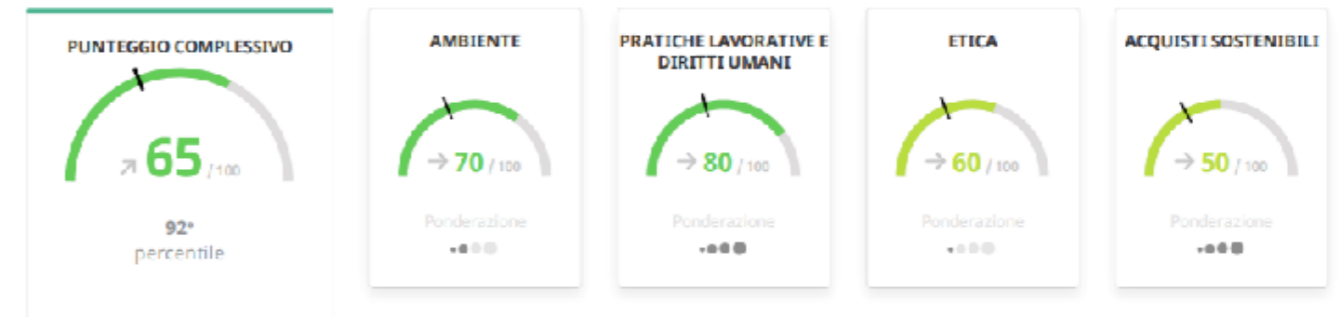 PUNTEGGIO COMPLESSIVO
65 / 100
92°
percentile
AMBIENTE
70 / 100
Ponderazione
PRATICHE LAVORATIVE E
DIRITTI UMANI
80 / 100
Ponderazione
ETICA
60 / 100
Ponderazione
ACQUISTI SOSTENIBILI
50 / 100
Ponderazione